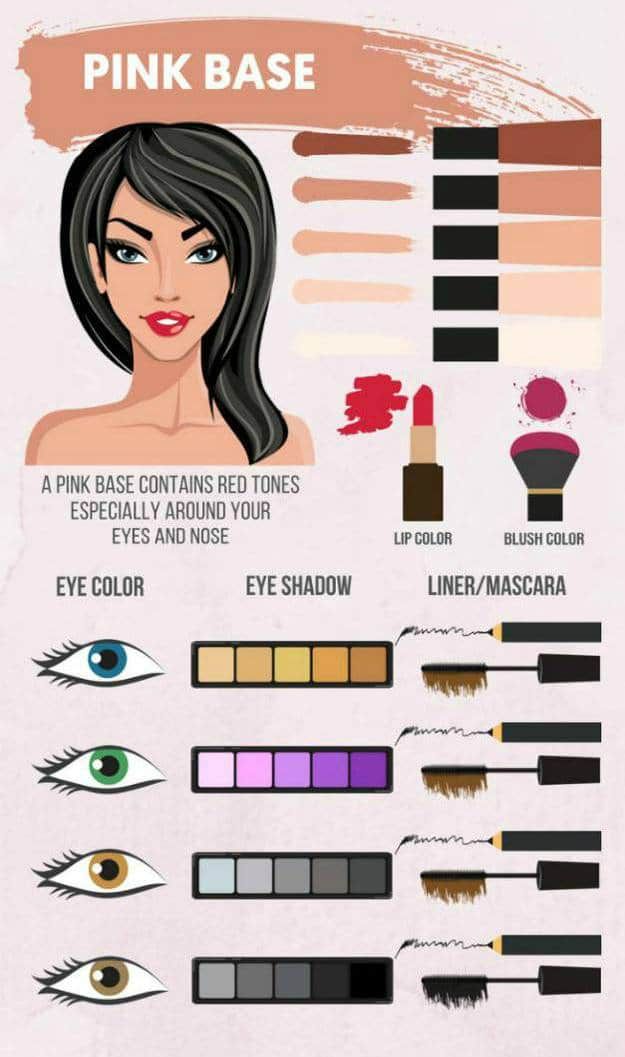 PINK BASE
A PINK BASE CONTAINS RED TONES
ESPECIALLY AROUND YOUR
EYES AND NOSE
LIP COLOR
BLUSH COLOR
EYE COLOR
EYE SHADOW
LINER/MASCARA